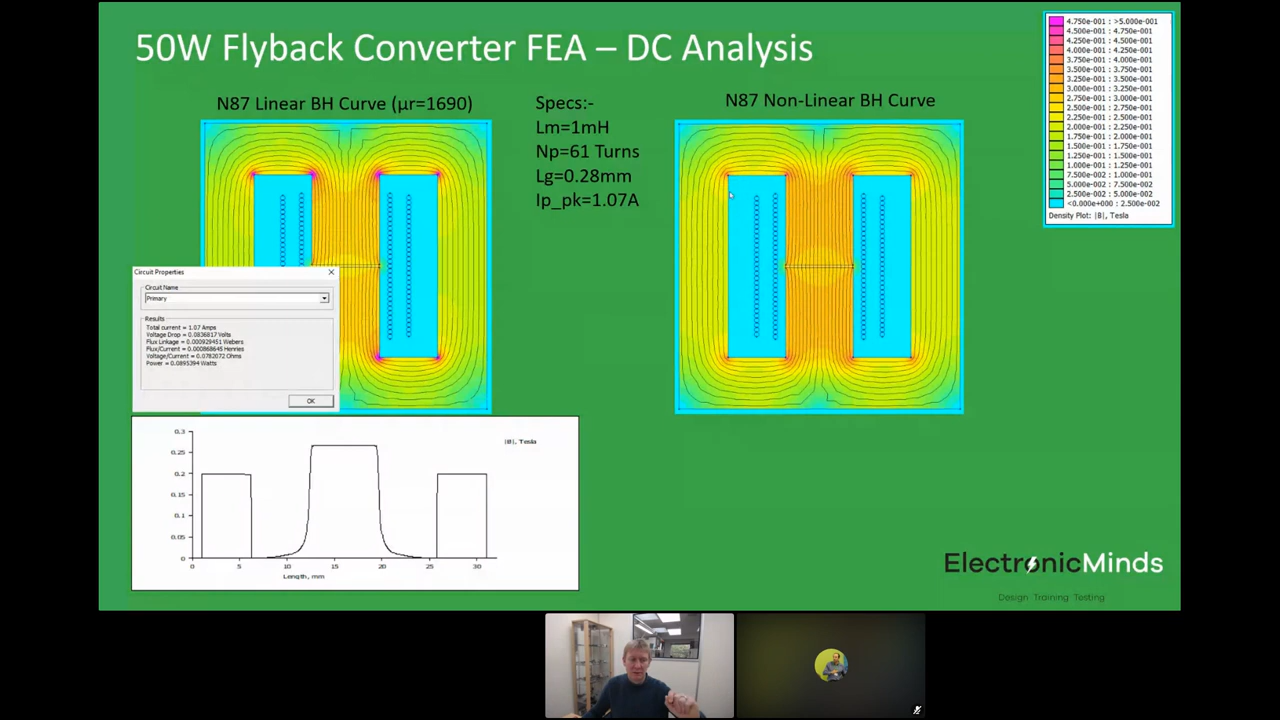 50W Flyback Converter FEA – DC Analysis
N87 Linear BH Curve (μr=1690)
Specs:-
Lm=1mH
Np=61 Turns
Lg=0.28mm
Ip_pk=1.07A
N87 Non-Linear BH Curve
4.750e-001 : >5.000e-001
4.500e-001 : 4.750e-001
4.250e-001 : 4.500e-001
4.000e-001 : 4.250e-001
3.750e-001 : 4.000e-001
3.500e-001 : 3.750e-001
3.250e-001 : 3.500e-001
3.000e-001 : 3.250e-001
2.750e-001 : 3.000e-001
2.500e-001 : 2.750e-001
2.250e-001 : 2.500e-001
2.000e-001 : 2.250e-001
1.750e-001 : 2.000e-001
1.500e-001 : 1.750e-001
1.250e-001 : 1.500e-001
1.000e-001 : 1.250e-001
7.500e-002 : 1.000e-001
5.000e-002 : 7.500e-002
2.500e-002 : 5.000e-002
<0.000e+000 : 2.500e-002
Density Plot: |B|, Tesla
Circuit Properties
Circuit Name
Primary
Results
Total current = 1.07 Amps
Voltage Drop = 0.0836817 Volts
Flux Linkage = 0.000929451 Webers
Flux/Current = 0.000868645 Henries
Voltage/Current = 0.0782072 Ohms
Power = 0.0895394 Watts
OK
0.3
0.25
0.2
0.15
0.1
0.05
0
0 5 10 15 20 25 30
Length, mm
|B|, Tesla
ElectronicMinds
Design Training Testing